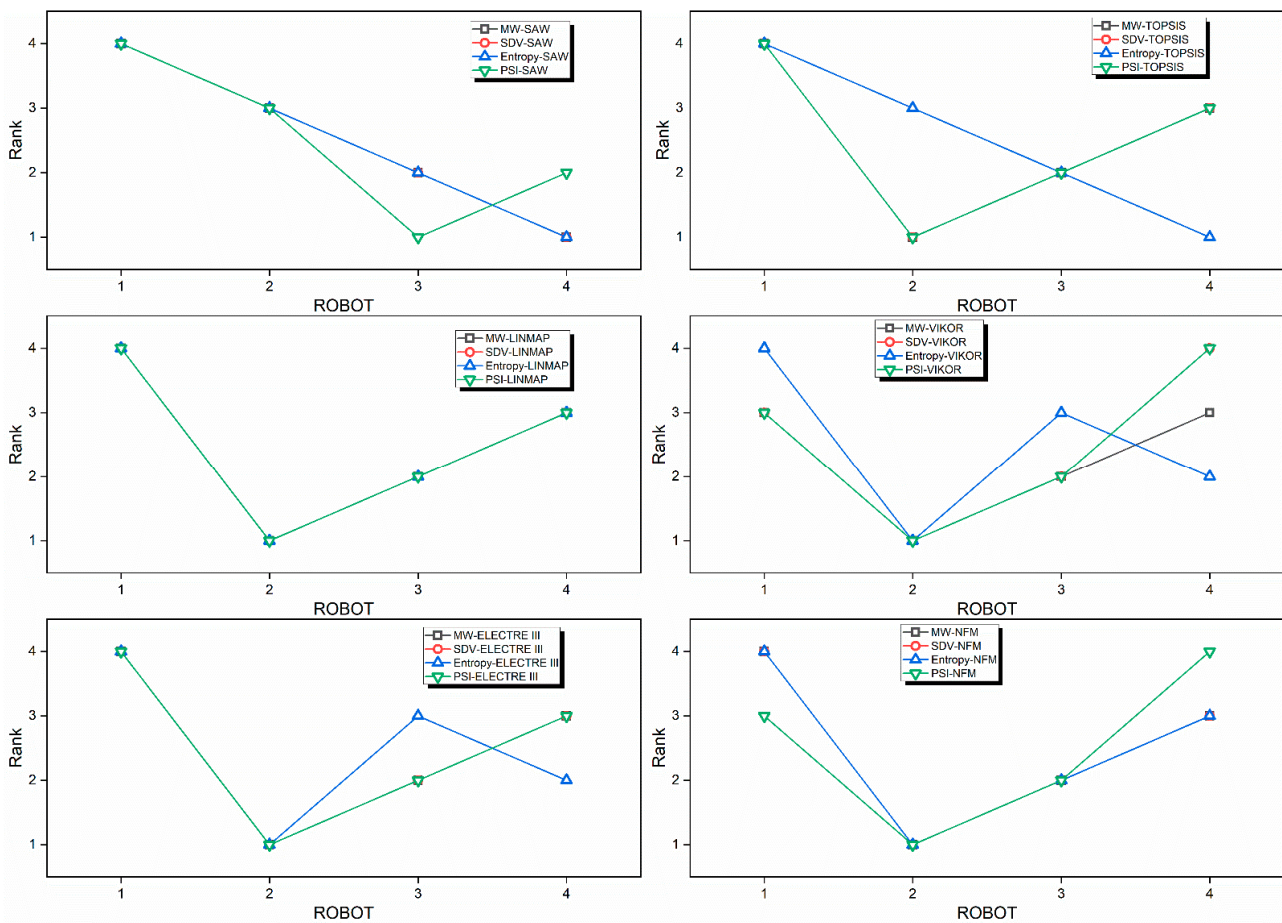 MW-SAW
SDV-SAW
Entropy-SAW
PSI-SAW
4
3
2
1
Rank
1 2 3 4
ROBOT
MW-TOPSIS
SDV-TOPSIS
Entropy-TOPSIS
PSI-TOPSIS
4
3
2
1
Rank
1 2 3 4
ROBOT
MW-LINMAP
SDV-LINMAP
Entropy-LINMAP
PSI-LINMAP
4
3
2
1
Rank
1 2 3 4
ROBOT
MW-VIKOR
SDV-VIKOR
Entropy-VIKOR
PSI-VIKOR
4
3
2
1
Rank
1 2 3 4
ROBOT
MW-ELECTRE III
SDV-ELECTRE III
Entropy-ELECTRE III
PSI-ELECTRE III
4
3
2
1
Rank
1 2 3 4
ROBOT
MW-NFM
SDV-NFM
Entropy-NFM
PSI-NFM
4
3
2
1
Rank
1 2 3 4
ROBOT